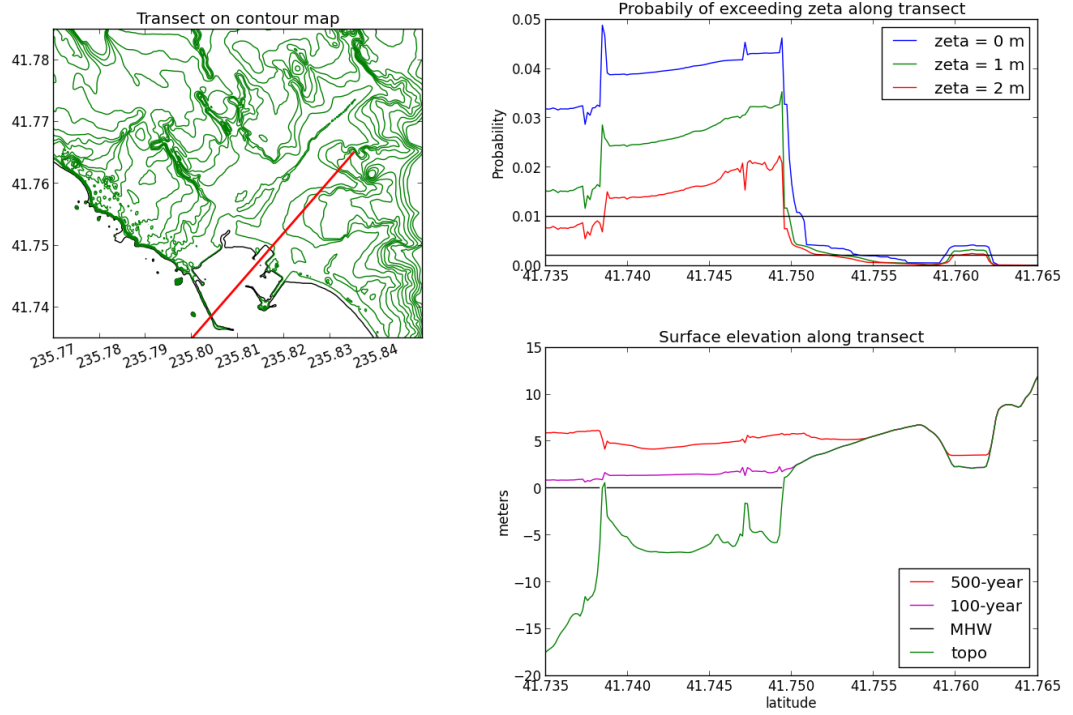 Transect on contour map
41.78
41.77
41.76
41.75
41.74
235.77 235.78 235.79 235.80 235.81 235.82 235.83 235.84
Probabily of exceeding zeta along transect
Probability
0.05
0.04
0.03
0.02
0.01
0.00
zeta = 0 m
zeta = 1 m
zeta = 2 m
41.735 41.740 41.745 41.750 41.755 41.760 41.765
Surface elevation along transect
meters
15
10
5
0
−5
−10
−15
−20
500-year
100-year
MHW
topo
41.735 41.740 41.745 41.750 41.755 41.760 41.765
latitude